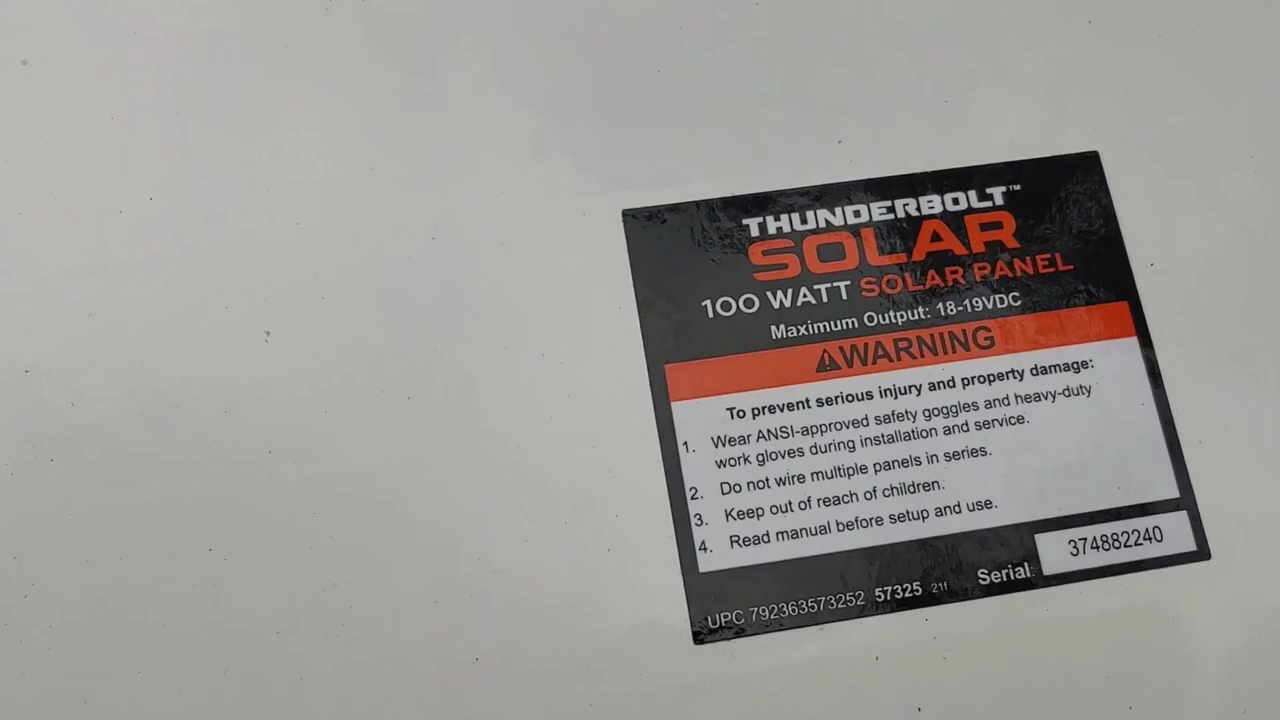 THUNDERBOLT™
SOLAR
100 WATT SOLAR PANEL
Maximum Output: 18-19VDC
⚠WARNING
To prevent serious injury and property damage:
1. Wear ANSI-approved safety goggles and heavy-duty
work gloves during installation and service.
2. Do not wire multiple panels in series.
3. Keep out of reach of children.
4. Read manual before setup and use.
Serial: 374882240
UPC 792363573252 57325 21f